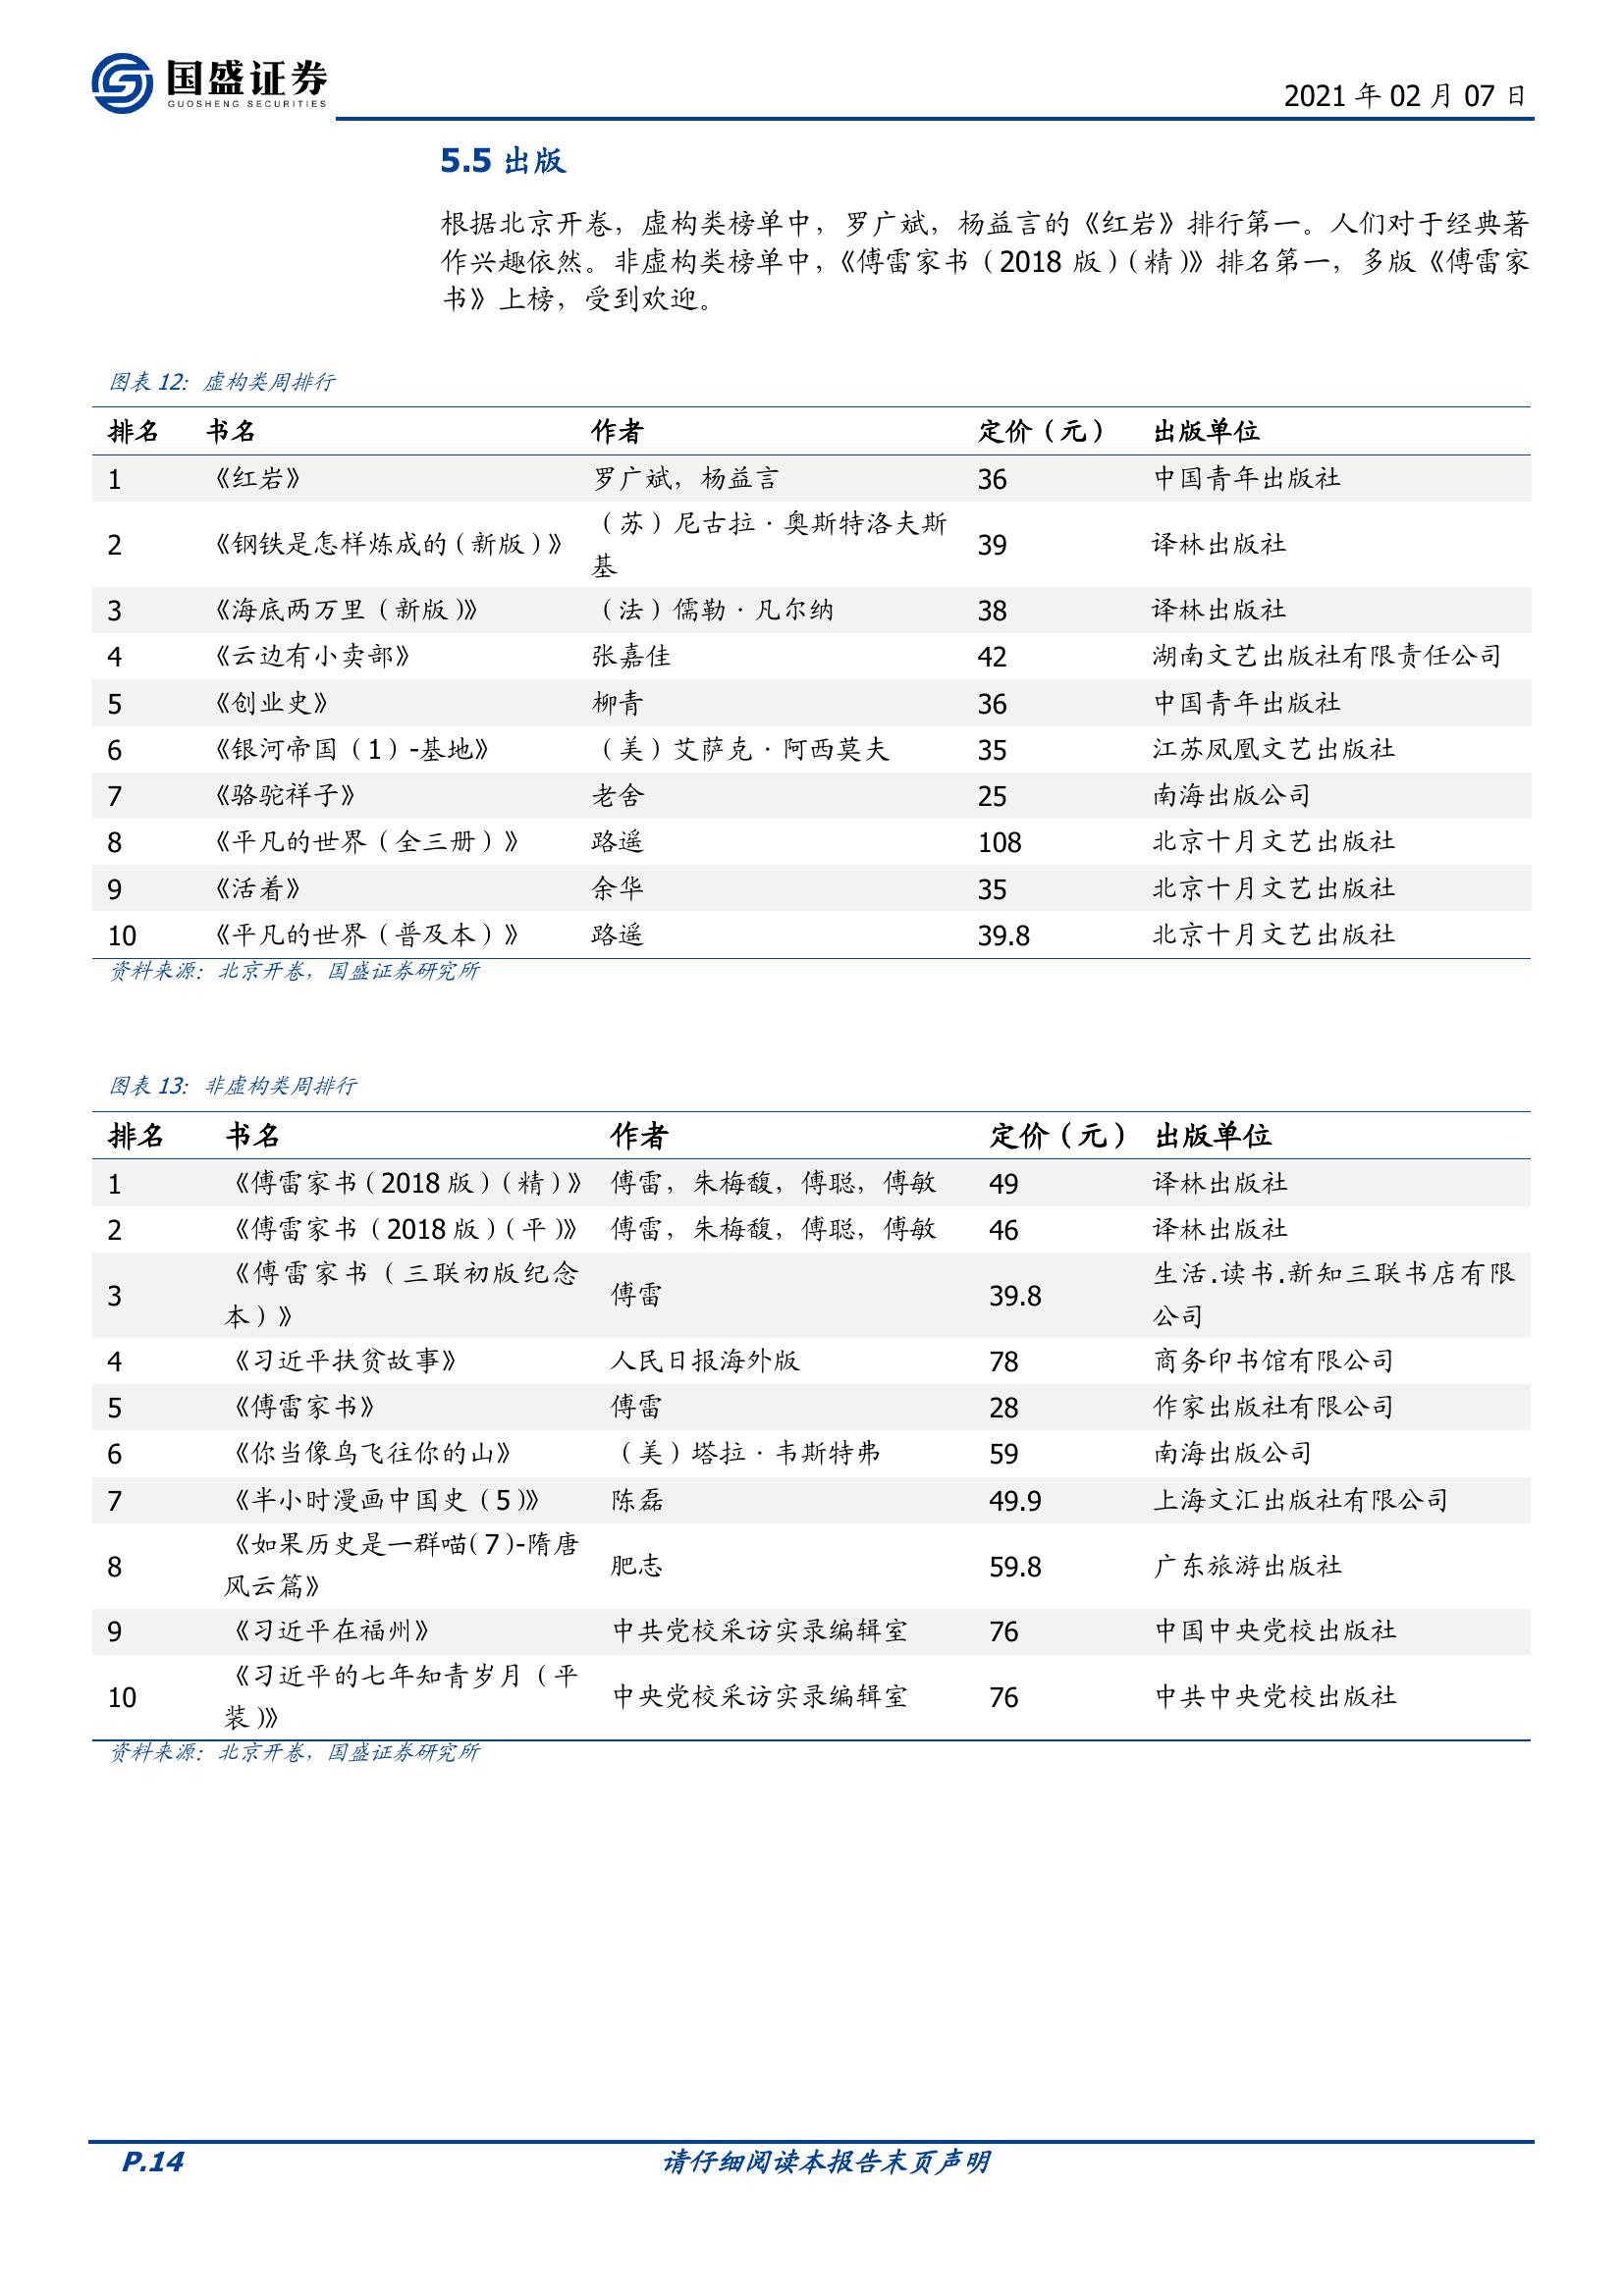 国盛证券
GUOSHENG SECURITIES
2021 年 02 月 07 日
5.5 出版
根据北京开卷，虚构类榜单中，罗广斌，杨益言的《红岩》排行第一。人们对于经典著
作兴趣依然。非虚构类榜单中，《傅雷家书（2018 版）（精）》排名第一，多版《傅雷家
书》上榜，受到欢迎。
图表 12：虚构类周排行
排名 书名 作者 定价（元） 出版单位
1 《红岩》 罗广斌，杨益言 36 中国青年出版社
2 《钢铁是怎样炼成的（新版）》 （苏）尼古拉·奥斯特洛夫斯
基 39 译林出版社
3 《海底两万里（新版）》 （法）儒勒·凡尔纳 38 译林出版社
4 《云边有小卖部》 张嘉佳 42 湖南文艺出版社有限责任公司
5 《创业史》 柳青 36 中国青年出版社
6 《银河帝国（1）-基地》 （美）艾萨克·阿西莫夫 35 江苏凤凰文艺出版社
7 《骆驼祥子》 老舍 25 南海出版公司
8 《平凡的世界（全三册）》 路遥 108 北京十月文艺出版社
9 《活着》 余华 35 北京十月文艺出版社
10 《平凡的世界（普及本）》 路遥 39.8 北京十月文艺出版社
资料来源：北京开卷，国盛证券研究所
图表 13：非虚构类周排行
排名 书名 作者 定价（元） 出版单位
1 《傅雷家书（2018 版）（精）》 傅雷，朱梅馥，傅聪，傅敏 49 译林出版社
2 《傅雷家书（2018 版）（平）》 傅雷，朱梅馥，傅聪，傅敏 46 译林出版社
3 《傅雷家书（三联初版纪念
本）》 傅雷 39.8 生活.读书.新知三联书店有限
公司
4 《习近平扶贫故事》 人民日报海外版 78 商务印书馆有限公司
5 《傅雷家书》 傅雷 28 作家出版社有限公司
6 《你当像鸟飞往你的山》 （美）塔拉·韦斯特弗 59 南海出版公司
7 《半小时漫画中国史（5）》 陈磊 49.9 上海文汇出版社有限公司
8 《如果历史是一群喵(7)-隋唐
风云篇》 肥志 59.8 广东旅游出版社
9 《习近平在福州》 中共党校采访实录编辑室 76 中国中央党校出版社
10 《习近平的七年知青岁月（平
装）》 中央党校采访实录编辑室 76 中共中央党校出版社
资料来源：北京开卷，国盛证券研究所
P.14 请仔细阅读本报告末页声明